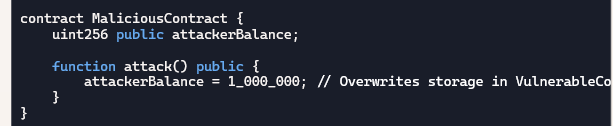 contract MaliciousContract {
    uint256 public attackerBalance;
    function attack() public {
        attackerBalance = 1_000_000; // Overwrites storage in VulnerableCo
    }
}